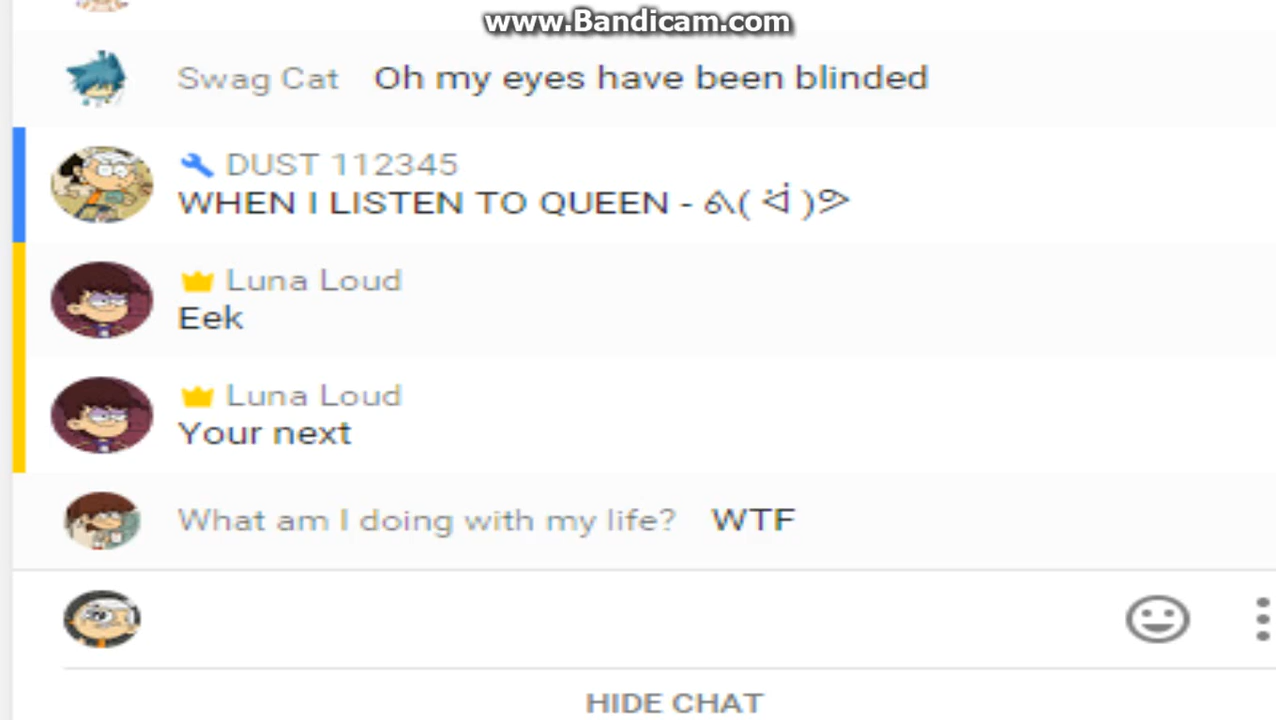 www.Bandicam.com
Swag Cat Oh my eyes have been blinded
DUST 112345
WHEN I LISTEN TO QUEEN - ᕕ( ᐛ )ᕗ
Luna Loud
Eek
Luna Loud
Your next
What am I doing with my life? WTF
HIDE CHAT